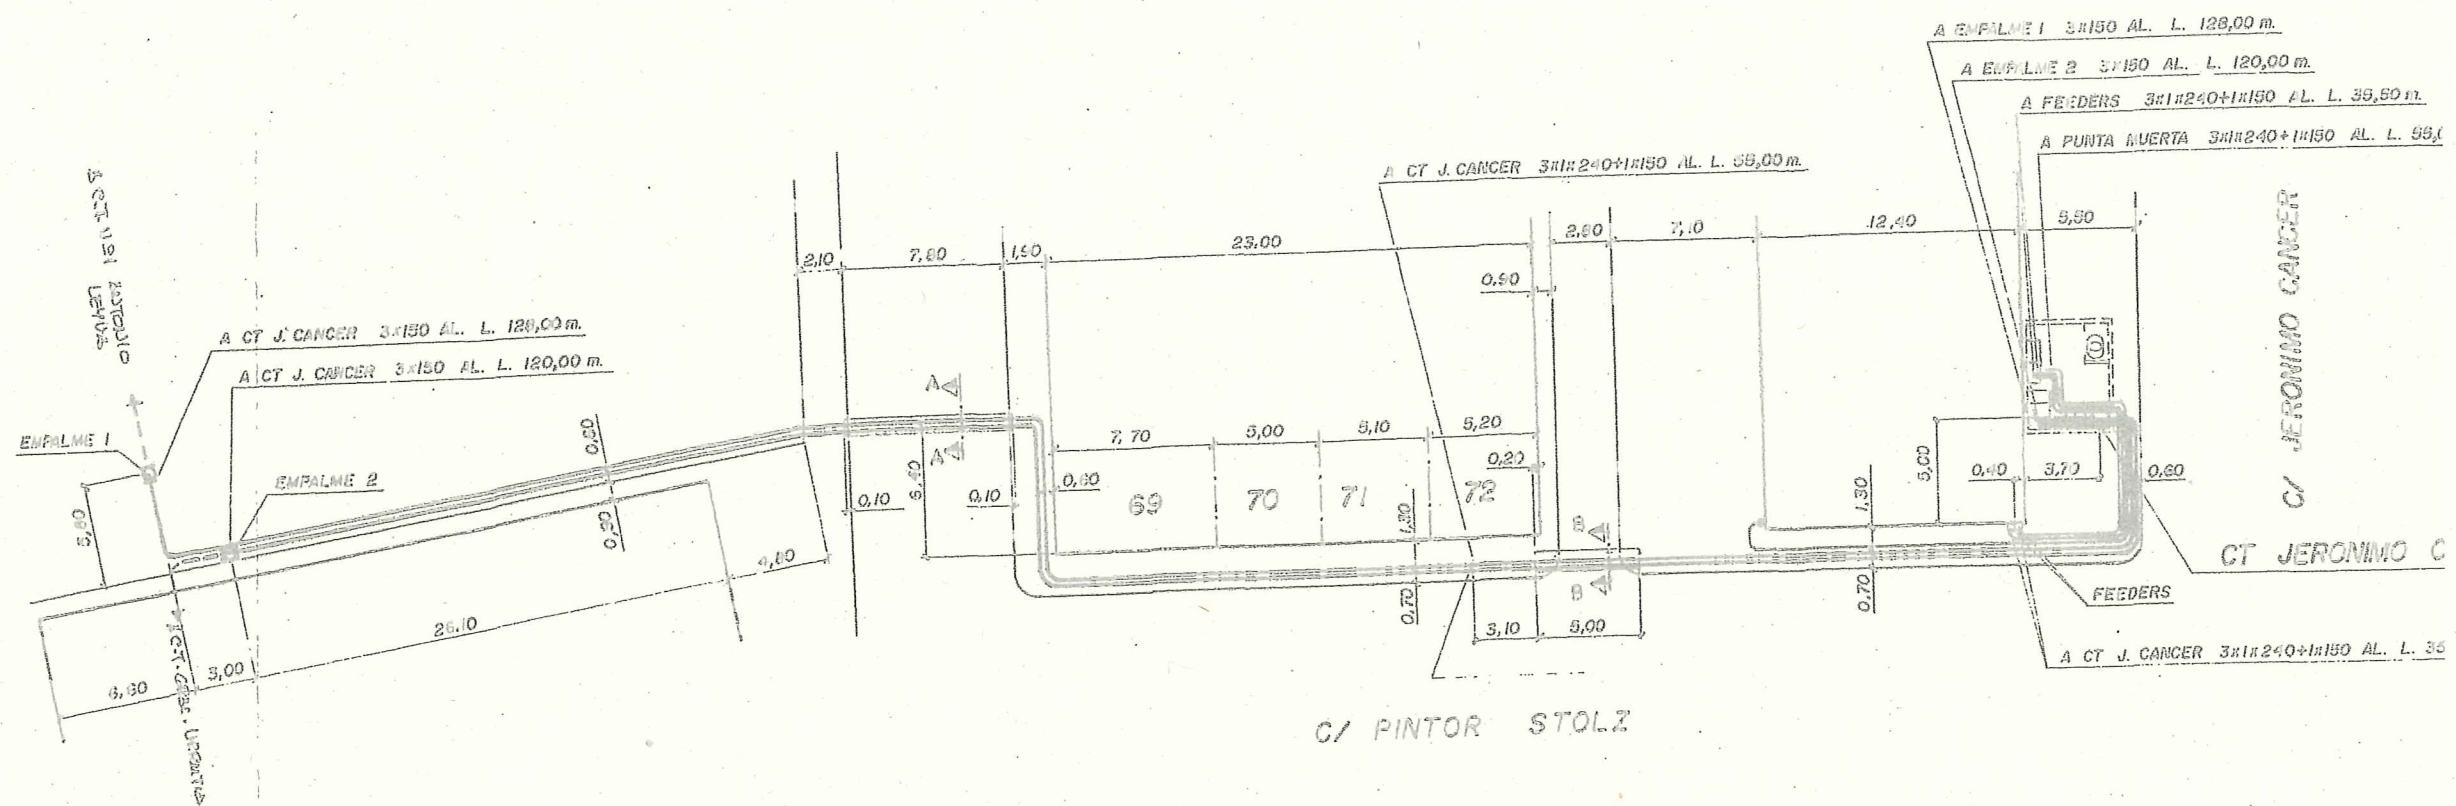 A EMPALME 1 3x150 AL. L. 128,00 m.
A EMPALME 2 3x150 AL. L. 120,00 m.
A FEEDERS 3x1x240+1x150 AL. L. 35,50 m.
A PUNTA MUERTA 3x1x240+1x150 AL. L. 55,
A CT J. CANCER 3x1x240+1x150 AL. L. 55,00 m.
5,50
12,40
7,10
2,80
23.00
1,90
7,80
2,10
0.90
C/ JERONIMO CANCER
ANTONIO
A CT J. CANCER 3x150 AL. L. 128,00 m.
A CT J. CANCER 3x150 AL. L. 120,00 m.
A
A
EMPALME 1
EMPALME 2
7,70
5,00
5,10
5,20
0,20
0,60
0,10
5,40
0,10
0,60
69
70
71
72
5,00
0,40
3,70
0,60
1,30
1,30
B
B
0,70
0,70
5,80
4,80
26.10
3,00
6,60
3,10
5,00
CT JERONIMO C
FEEDERS
A CT J. CANCER 3x1x240+1x150 AL. L. 35
C/ PINTOR STOLZ